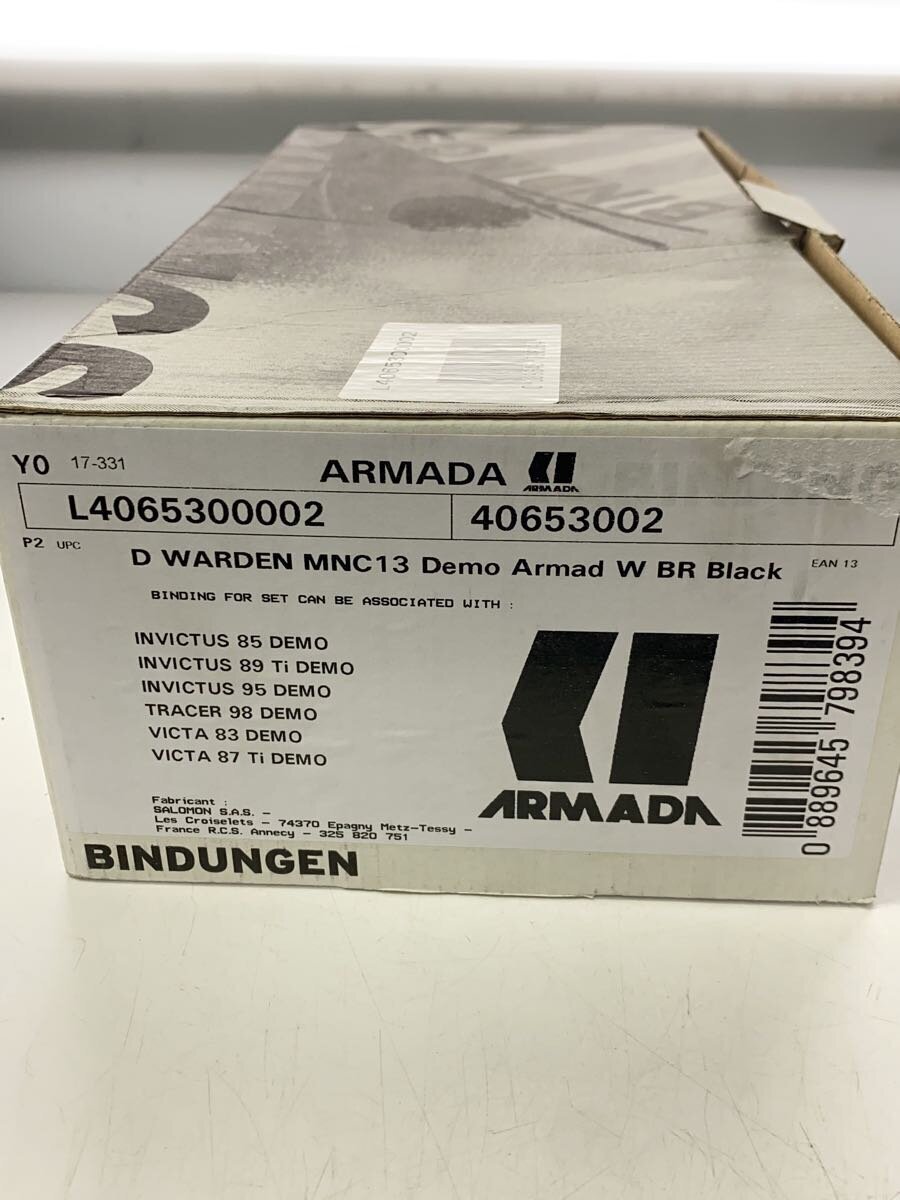 L4065300002
Y0 17-331 ARMADA ARMADA
L4065300002 40653002
P2 UPC D WARDEN MNC13 Demo Armad W BR Black EAN 13
BINDING FOR SET CAN BE ASSOCIATED WITH :
INVICTUS 85 DEMO
INVICTUS 89 Ti DEMO
INVICTUS 95 DEMO
TRACER 98 DEMO
VICTA 83 DEMO
VICTA 87 Ti DEMO
ARMADA
0 889645 798394
Fabricant :
SALOMON S.A.S. -
Les Croiselets - 74370 Epagny Metz-Tessy -
France R.C.S. Annecy - 325 820 751
BINDUNGEN